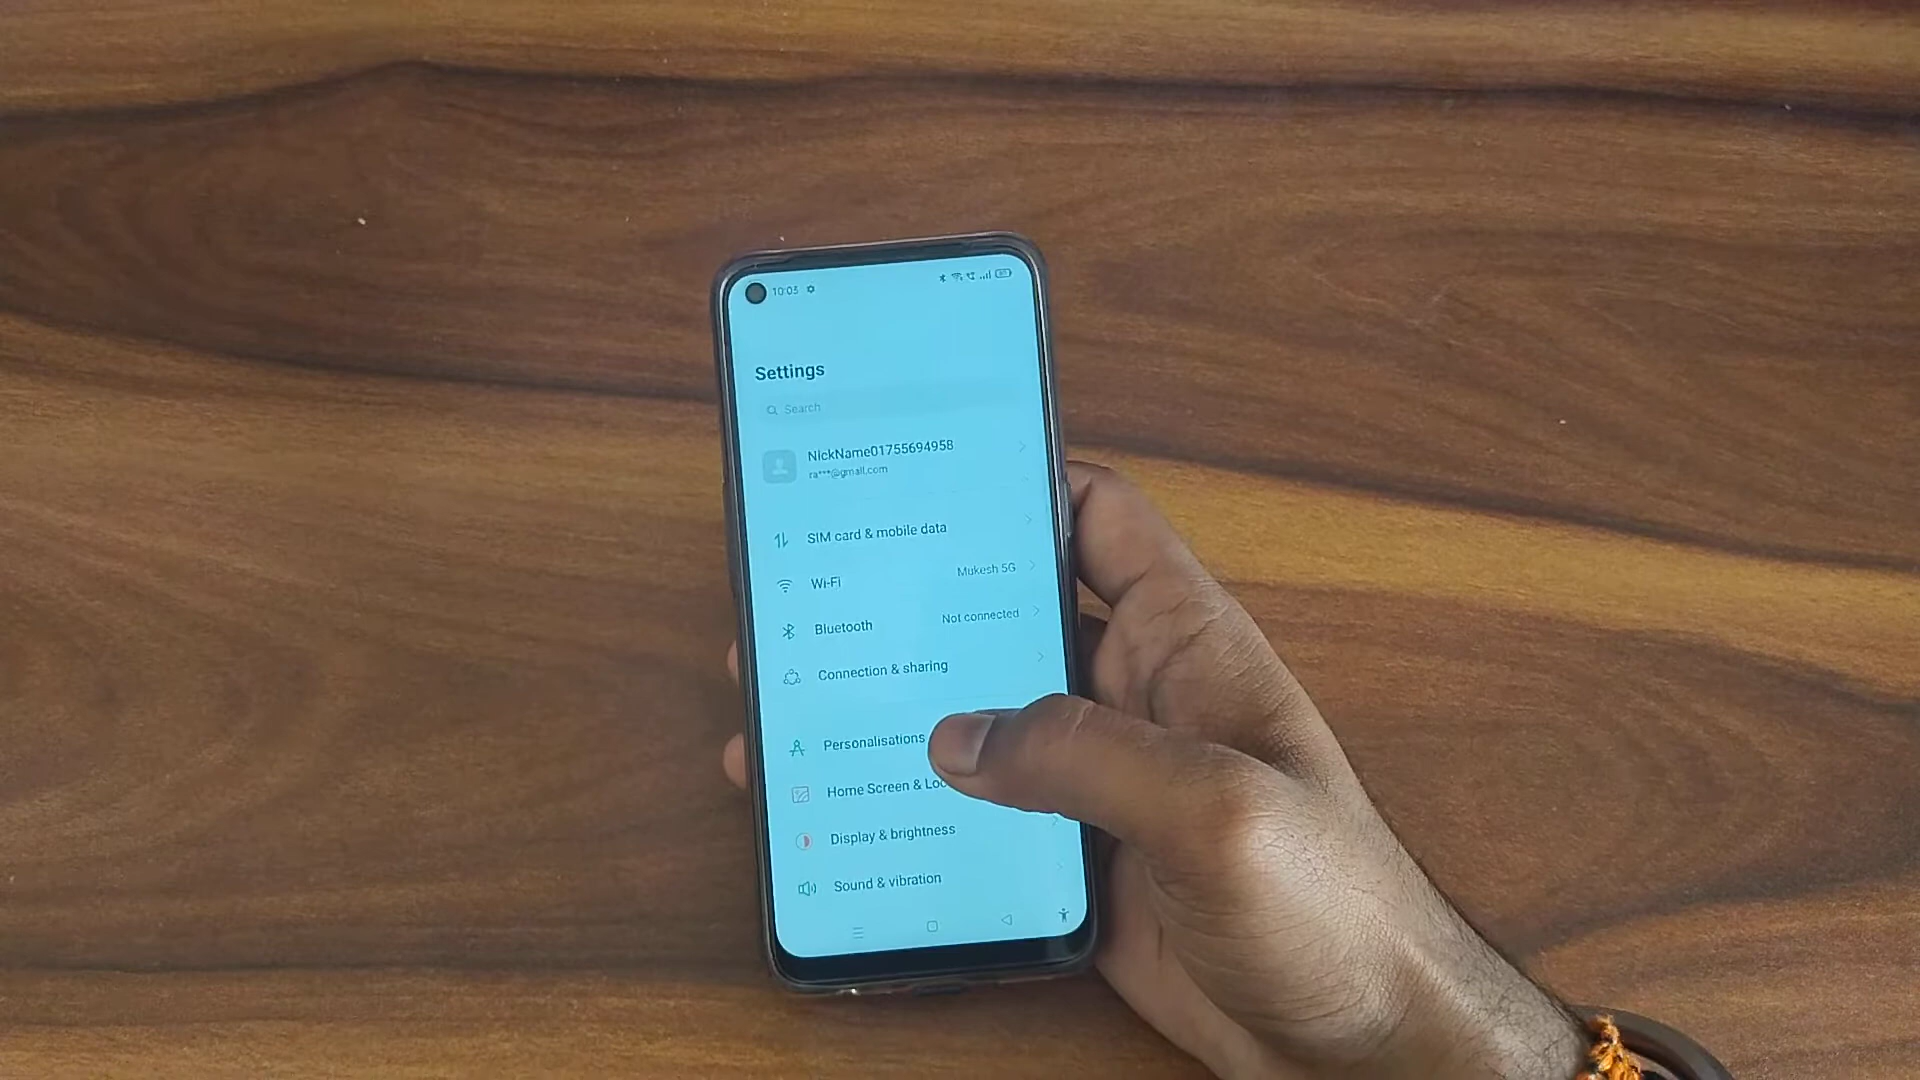 10:03
Settings
Search
NickName01755694958
ra***@gmail.com
SIM card & mobile data
Wi-Fi
Mukesh 5G
Bluetooth
Not connected
Connection & sharing
Personalisations
Home Screen & Loc
Display & brightness
Sound & vibration